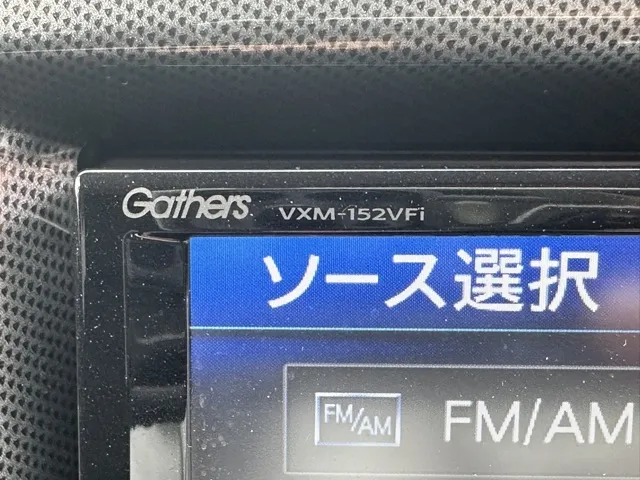 Gathers VXM-152VFi
ソース選択
FM/AM FM/AM